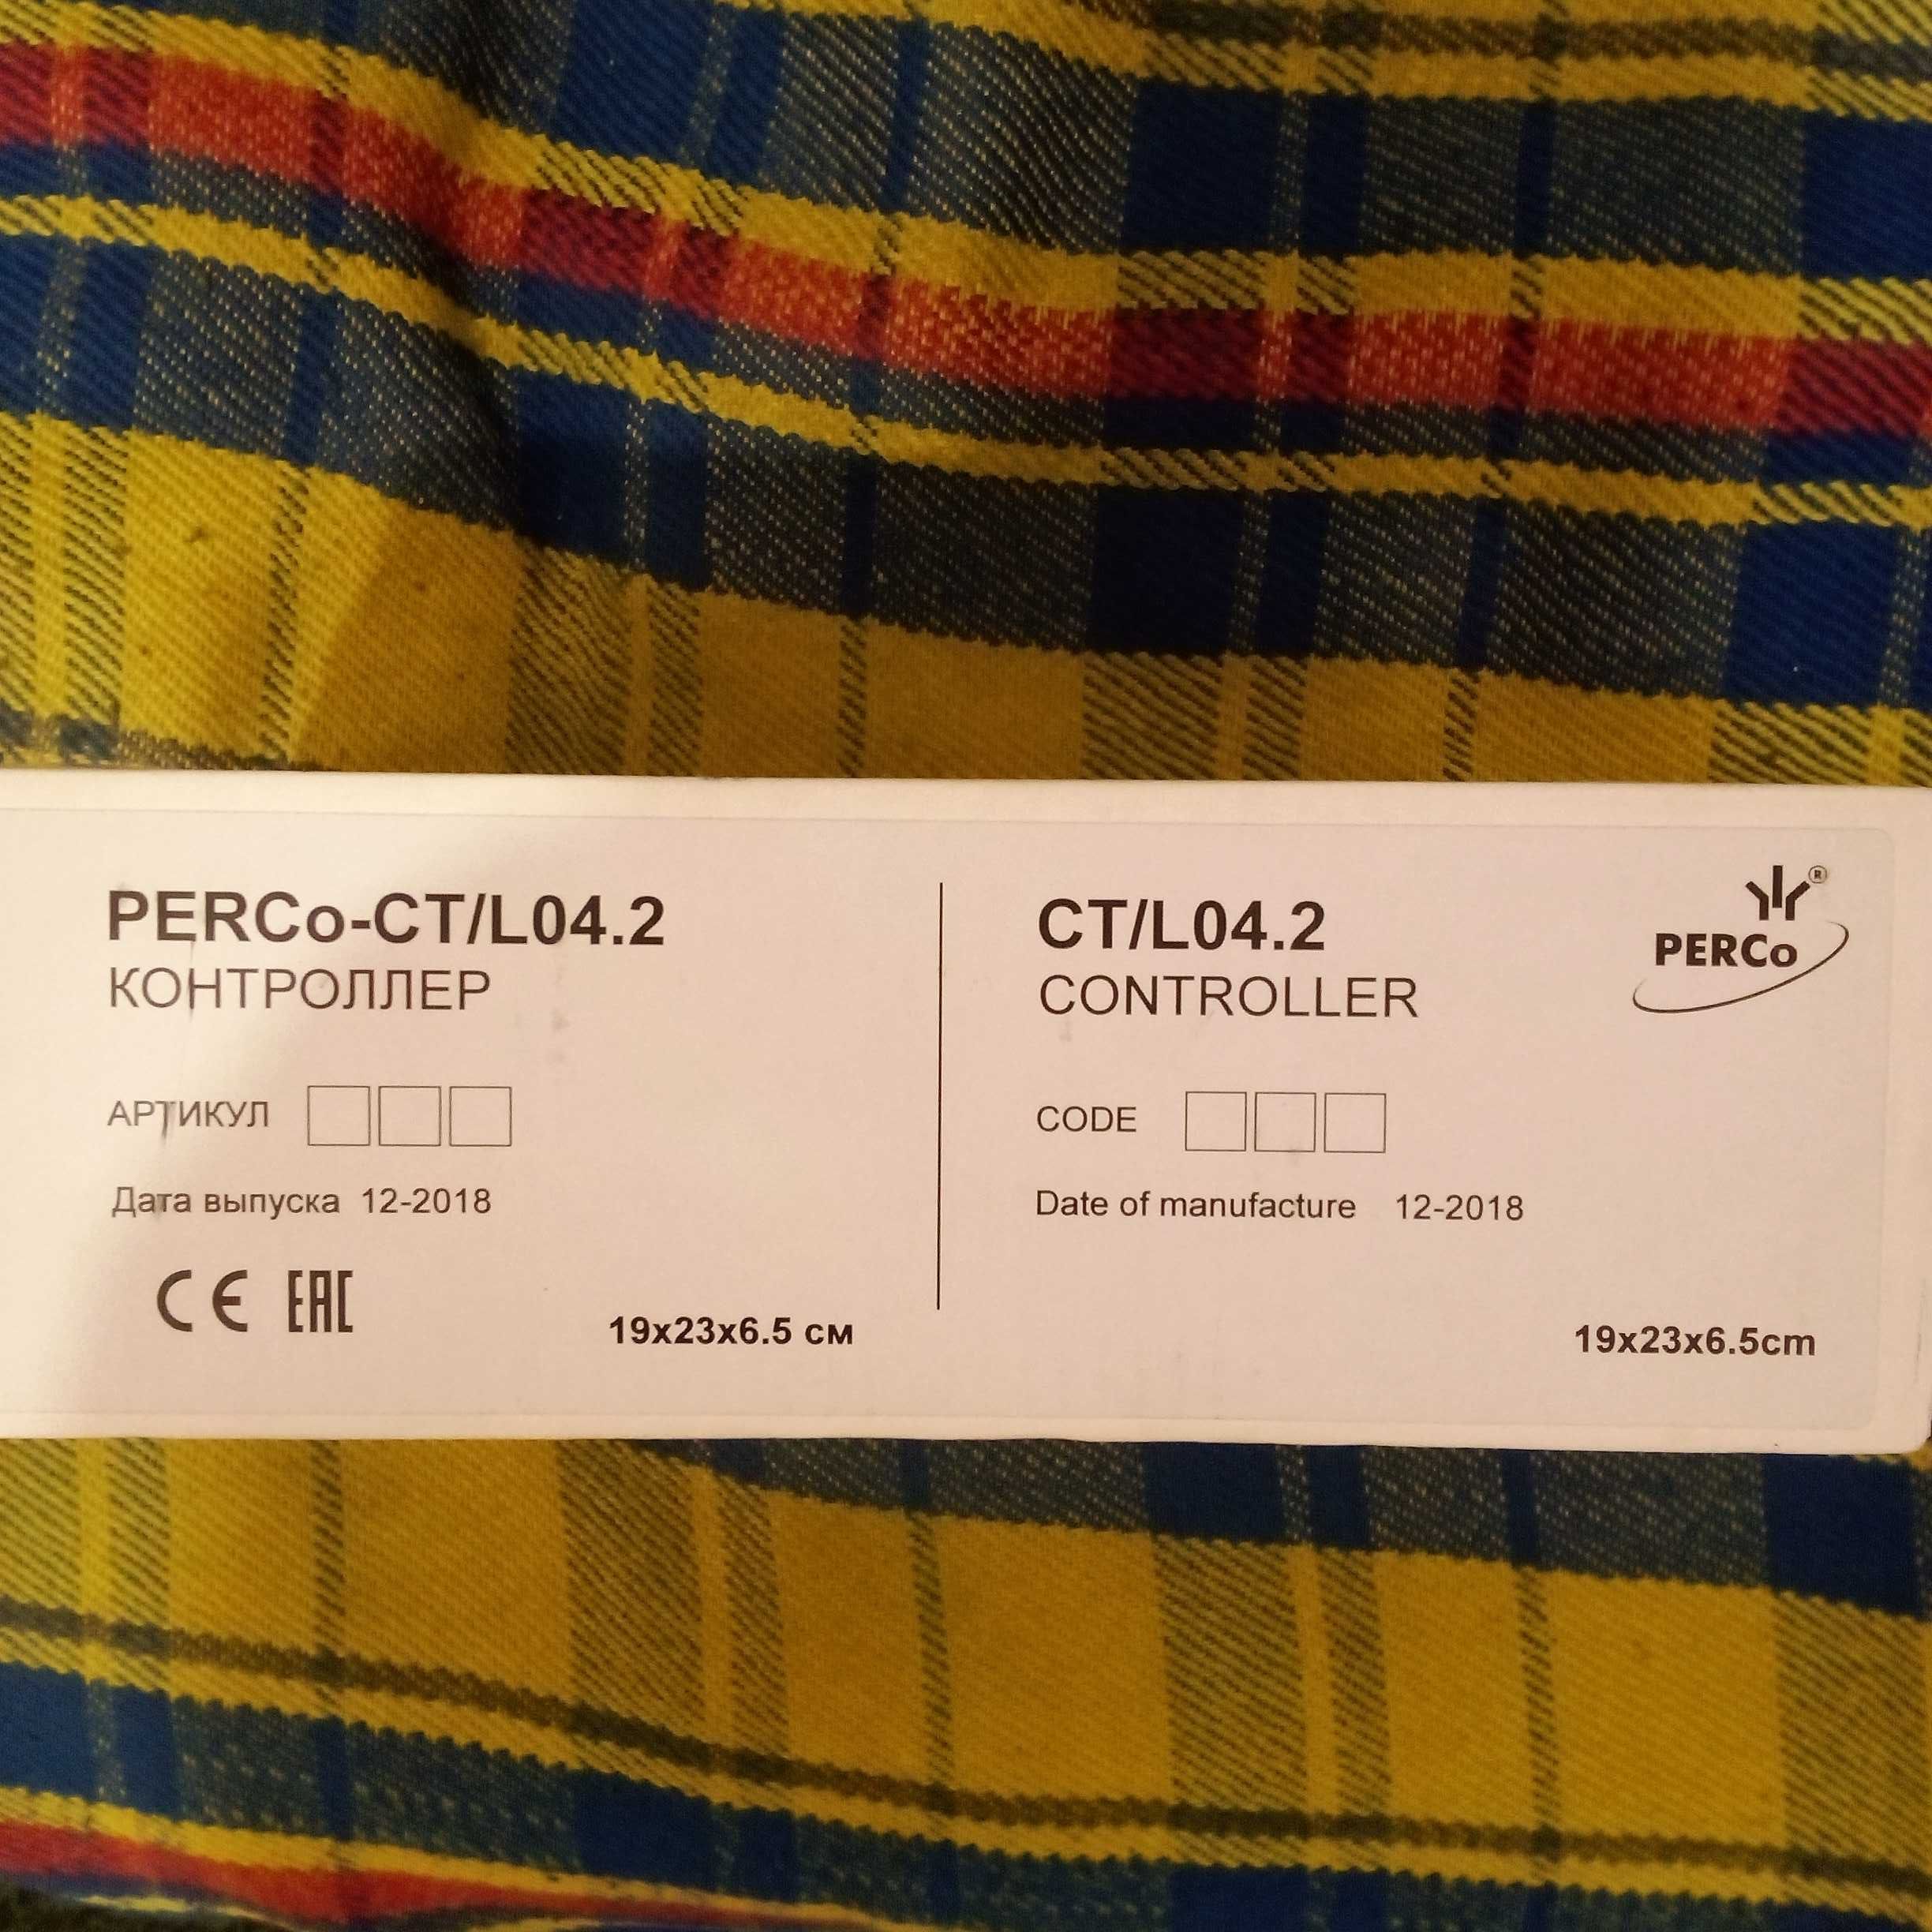 PERCo-CT/L04.2
КОНТРОЛЛЕР
АРТИКУЛ
Дата выпуска 12-2018
CE EAC
19x23x6.5 см
CT/L04.2
CONTROLLER
CODE
Date of manufacture 12-2018
19x23x6.5cm
®
PERCo